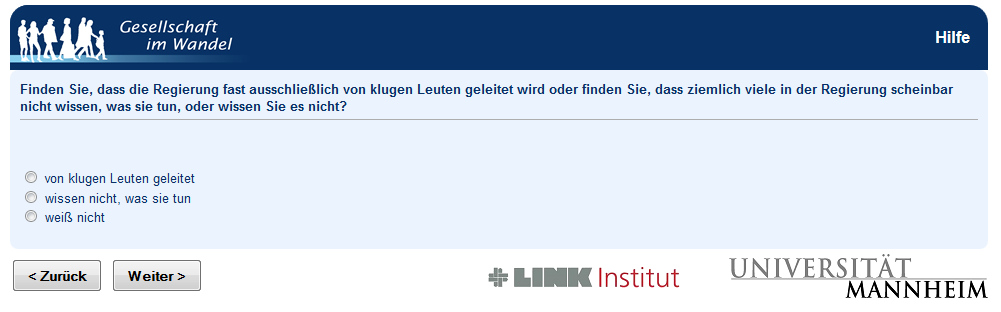 Gesellschaft
im Wandel
Hilfe
Finden Sie, dass die Regierung fast ausschließlich von klugen Leuten geleitet wird oder finden Sie, dass ziemlich viele in der Regierung scheinbar
nicht wissen, was sie tun, oder wissen Sie es nicht?
von klugen Leuten geleitet
wissen nicht, was sie tun
weiß nicht
< Zurück
Weiter >
LINK Institut
UNIVERSITÄT
MANNHEIM